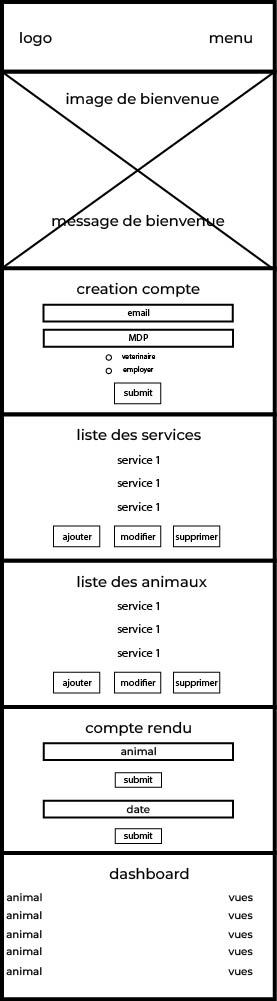 logo menu
image de bienvenue
message de bienvenue
creation compte
email
MDP
veterinaire
employer
submit
liste des services
service 1
service 1
service 1
ajouter modifier supprimer
liste des animaux
service 1
service 1
service 1
ajouter modifier supprimer
compte rendu
animal
submit
date
submit
dashboard
animal vues
animal vues
animal vues
animal vues
animal vues